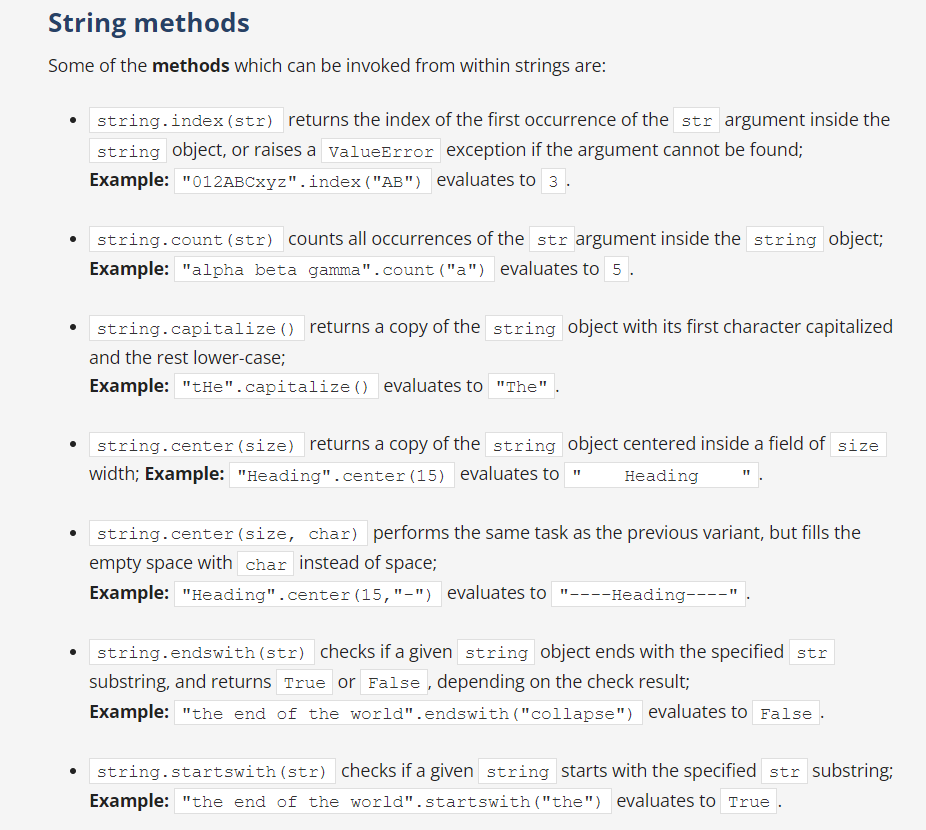 String methods
Some of the methods which can be invoked from within strings are:
• string.index(str) returns the index of the first occurrence of the str argument inside the
string object, or raises a ValueError exception if the argument cannot be found;
Example: "012ABCxyz".index("AB") evaluates to 3.
• string.count(str) counts all occurrences of the str argument inside the string object;
Example: "alpha beta gamma".count("a") evaluates to 5.
• string.capitalize() returns a copy of the string object with its first character capitalized
and the rest lower-case;
Example: "tHe".capitalize() evaluates to "The".
• string.center(size) returns a copy of the string object centered inside a field of size
width; Example: "Heading".center(15) evaluates to "    Heading    ".
• string.center(size, char) performs the same task as the previous variant, but fills the
empty space with char instead of space;
Example: "Heading".center(15,"-") evaluates to "----Heading----".
• string.endswith(str) checks if a given string object ends with the specified str
substring, and returns True or False, depending on the check result;
Example: "the end of the world".endswith("collapse") evaluates to False.
• string.startswith(str) checks if a given string starts with the specified str substring;
Example: "the end of the world".startswith("the") evaluates to True.